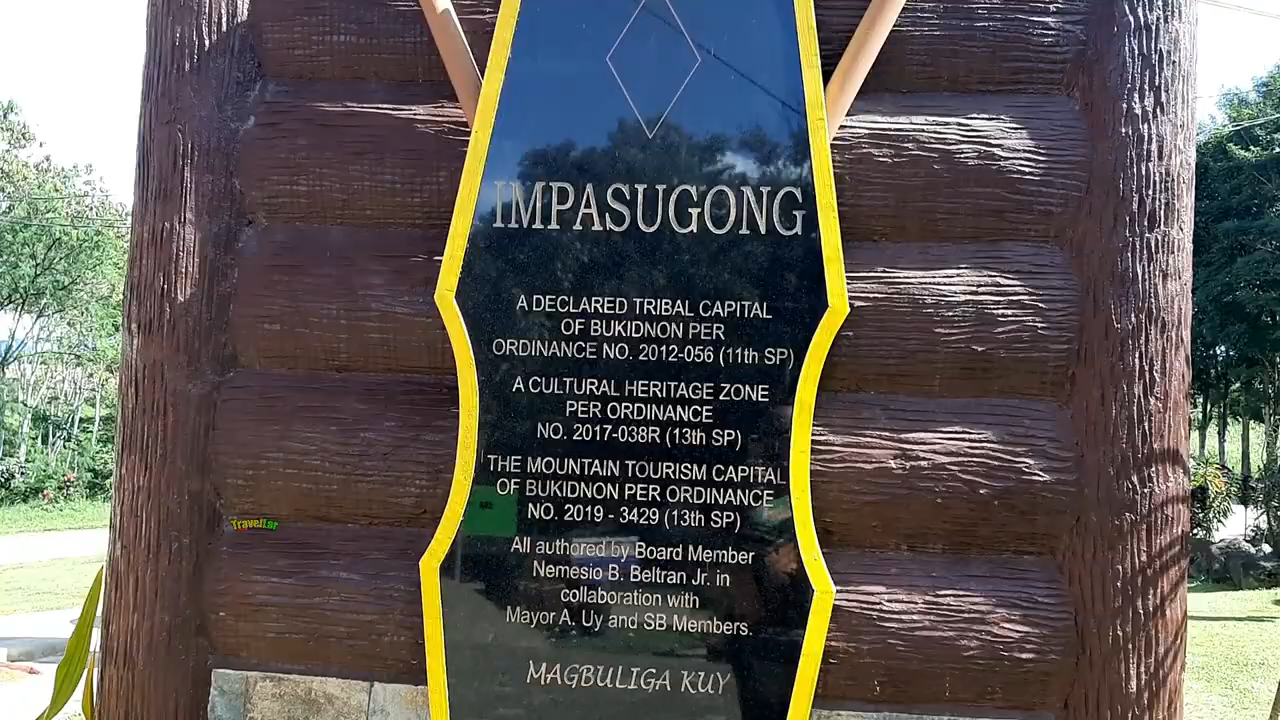 IMPASUGONG
A DECLARED TRIBAL CAPITAL
OF BUKIDNON PER
ORDINANCE NO. 2012-056 (11th SP)
A CULTURAL HERITAGE ZONE
PER ORDINANCE
NO. 2017-038R (13th SP)
THE MOUNTAIN TOURISM CAPITAL
OF BUKIDNON PER ORDINANCE
NO. 2019 - 3429 (13th SP)
TravelLar
All authored by Board Member
Nemesio B. Beltran Jr. in
collaboration with
Mayor A. Uy and SB Members.
MAGBULIGA KUY